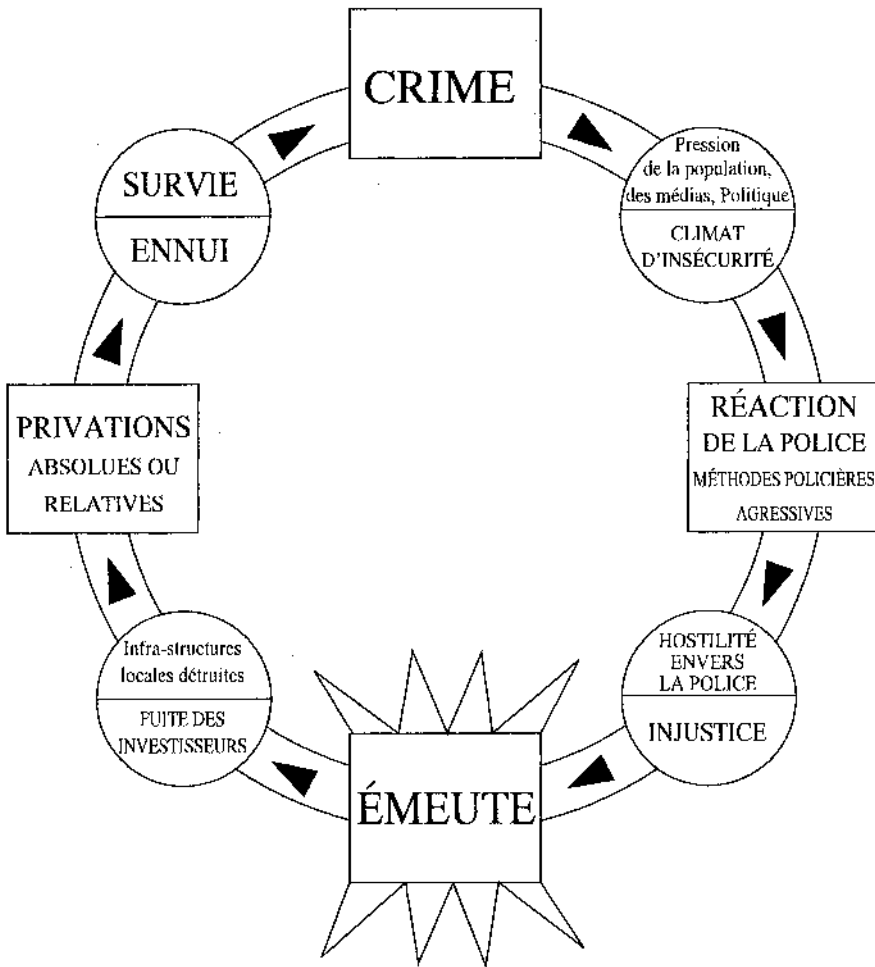 CRIME
Pression
de la population,
des médias, Politique
CLIMAT
D'INSÉCURITÉ
RÉACTION
DE LA POLICE
MÉTHODES POLICIÈRES
AGRESSIVES
HOSTILITÉ
ENVERS
LA POLICE
INJUSTICE
ÉMEUTE
Infra-structures
locales détruites
FUITE DES
INVESTISSEURS
PRIVATIONS
ABSOLUES OU
RELATIVES
SURVIE
ENNUI